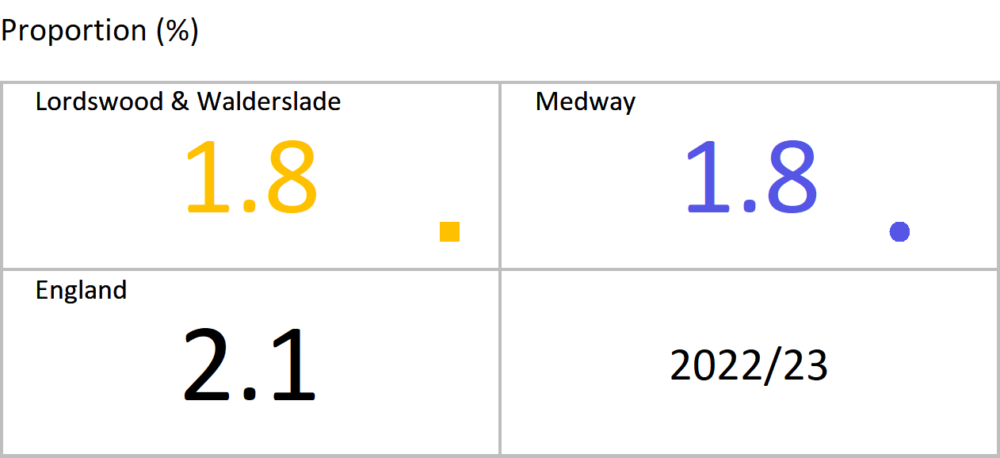 Proportion (%)
Lordswood & Walderslade
1.8
Medway
1.8
England
2.1
2022/23